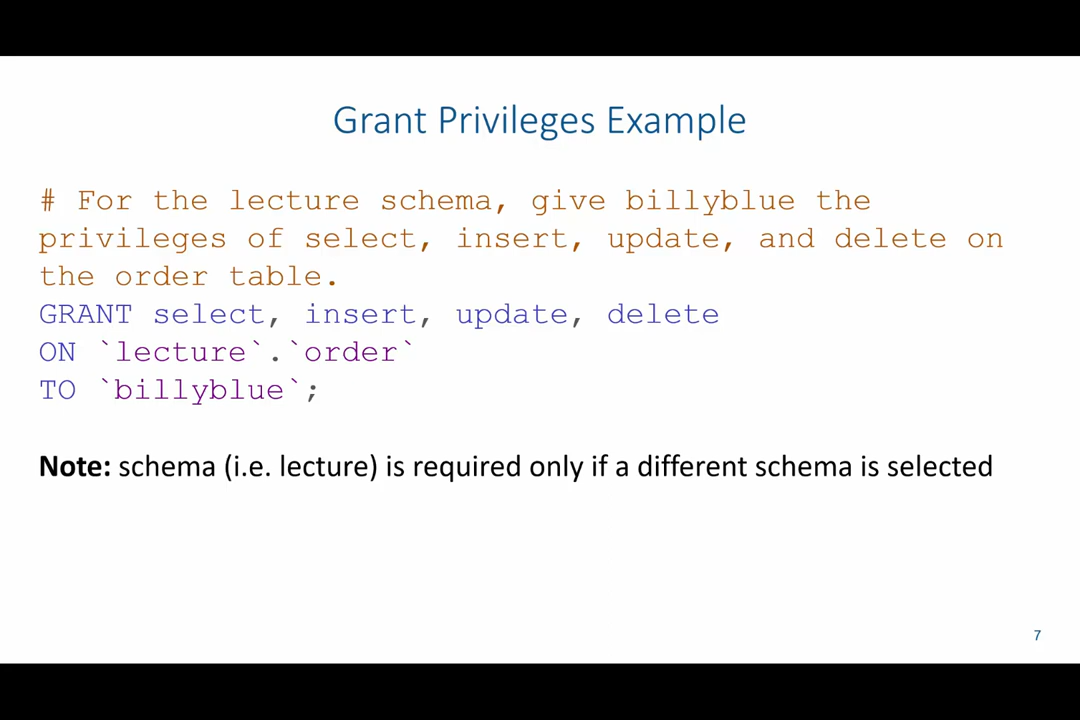 Grant Privileges Example
# For the lecture schema, give billyblue the
privileges of select, insert, update, and delete on
the order table.
GRANT select, insert, update, delete
ON `lecture`.`order`
TO `billyblue`;
Note: schema (i.e. lecture) is required only if a different schema is selected
7